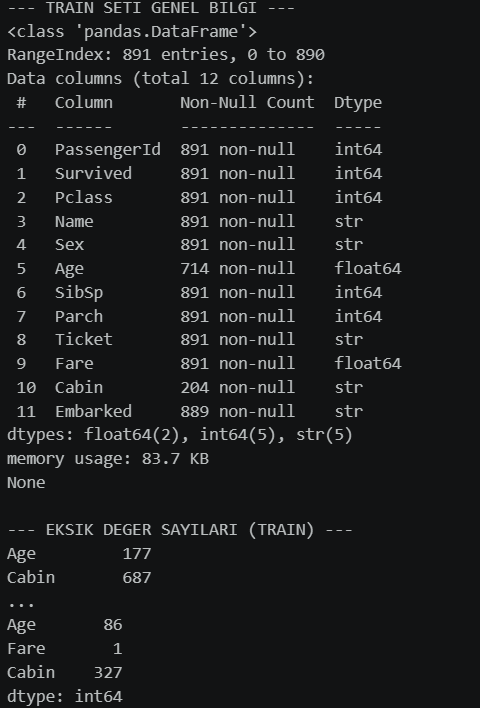 --- TRAIN SETI GENEL BILGI ---
<class 'pandas.DataFrame'>
RangeIndex: 891 entries, 0 to 890
Data columns (total 12 columns):
 #   Column       Non-Null Count  Dtype
---  ------       --------------  -----
 0   PassengerId  891 non-null    int64
 1   Survived     891 non-null    int64
 2   Pclass       891 non-null    int64
 3   Name         891 non-null    str
 4   Sex          891 non-null    str
 5   Age          714 non-null    float64
 6   SibSp        891 non-null    int64
 7   Parch        891 non-null    int64
 8   Ticket       891 non-null    str
 9   Fare         891 non-null    float64
 10  Cabin        204 non-null    str
 11  Embarked     889 non-null    str
dtypes: float64(2), int64(5), str(5)
memory usage: 83.7 KB
None

--- EKSIK DEGER SAYILARI (TRAIN) ---
Age         177
Cabin       687
...
Age       86
Fare       1
Cabin    327
dtype: int64